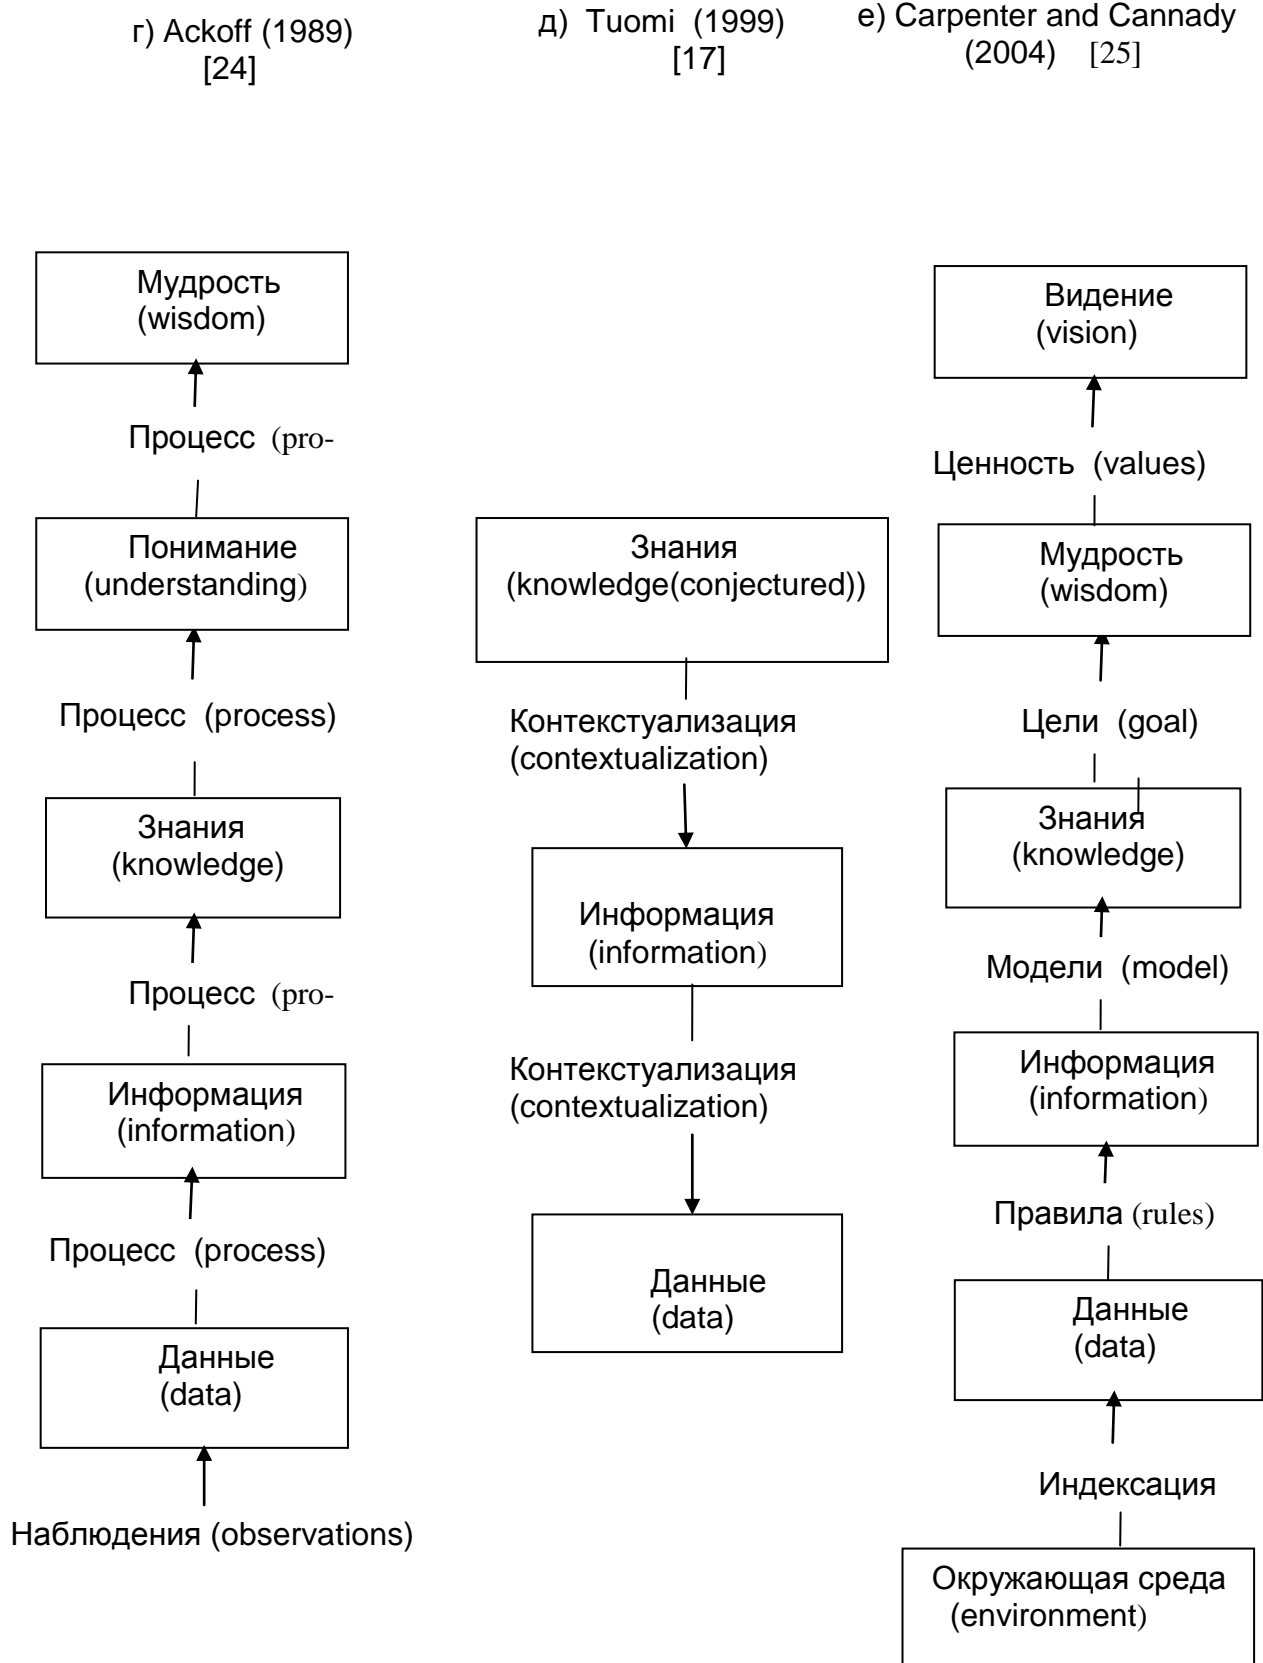 г) Ackoff (1989)
[24]
д) Tuomi (1999)
[17]
е) Carpenter and Cannady
(2004) [25]
Мудрость
(wisdom)
Процесс (pro-
Понимание
(understanding)
Процесс (process)
Знания
(knowledge)
Процесс (pro-
Информация
(information)
Процесс (process)
Данные
(data)
Наблюдения (observations)
Знания
(knowledge(conjectured))
Контекстуализация
(contextualization)
Информация
(information)
Контекстуализация
(contextualization)
Данные
(data)
Видение
(vision)
Ценность (values)
Мудрость
(wisdom)
Цели (goal)
Знания
(knowledge)
Модели (model)
Информация
(information)
Правила (rules)
Данные
(data)
Индексация
Окружающая среда
(environment)